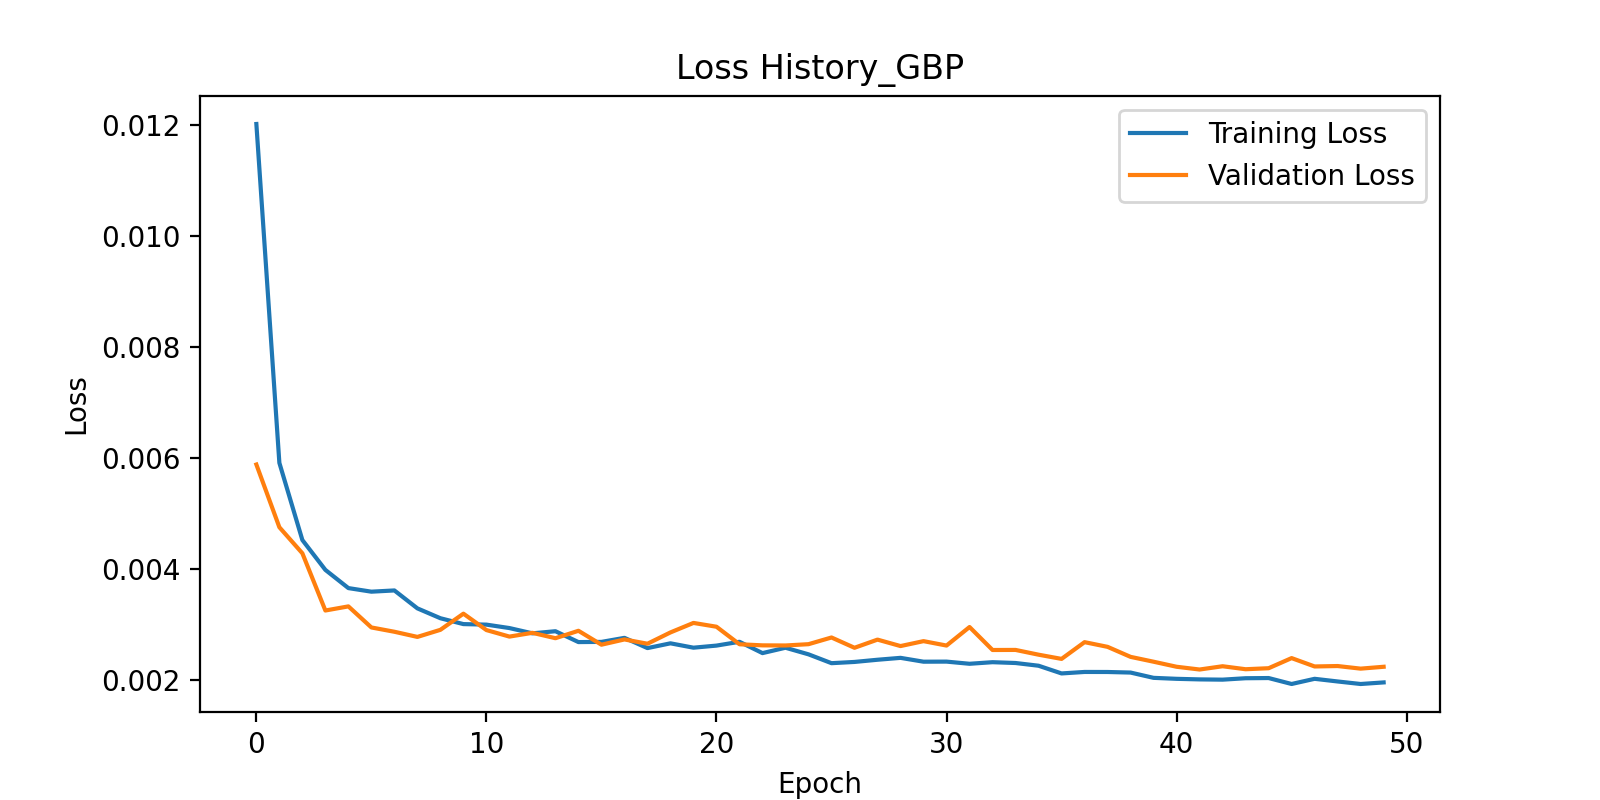 Loss History_GBP
Training Loss
Validation Loss
0.012
0.010
0.008
0.006
0.004
0.002
Loss
0 10 20 30 40 50
Epoch